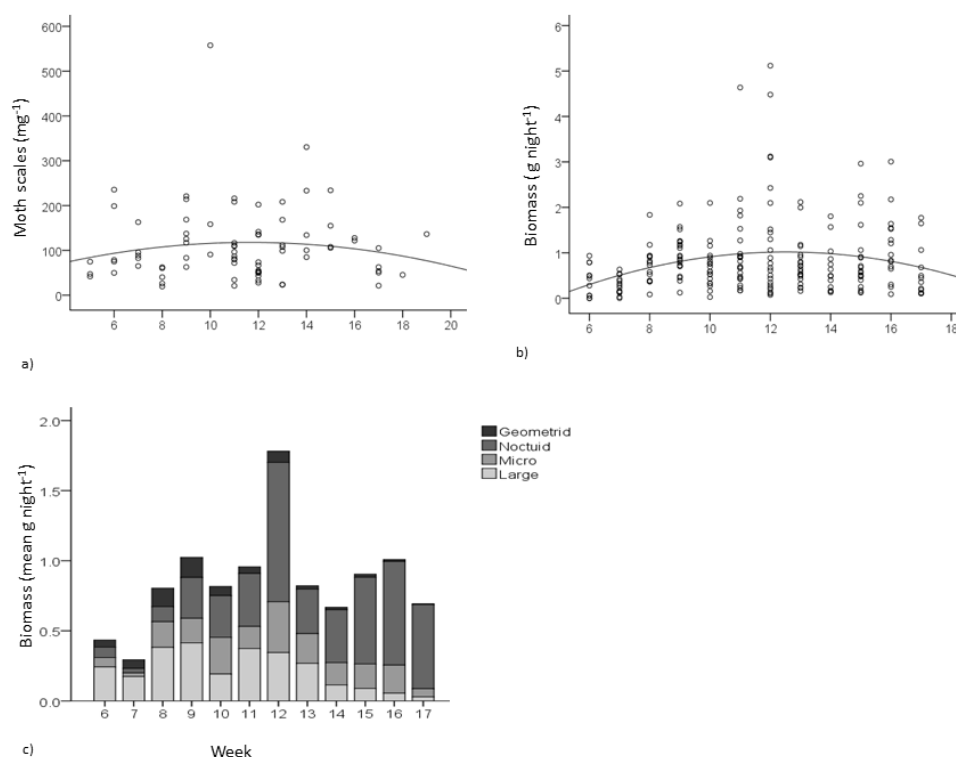 600
500
400
300
200
100
0
Moth scales (mg⁻¹)
6 8 10 12 14 16 18 20
a)
6
5
4
3
2
1
0
Biomass (g night⁻¹)
6 8 10 12 14 16 18
b)
2.0
1.5
1.0
0.5
0.0
Biomass (mean g night⁻¹)
6 7 8 9 10 11 12 13 14 15 16 17
c) Week
Geometrid
Noctuid
Micro
Large